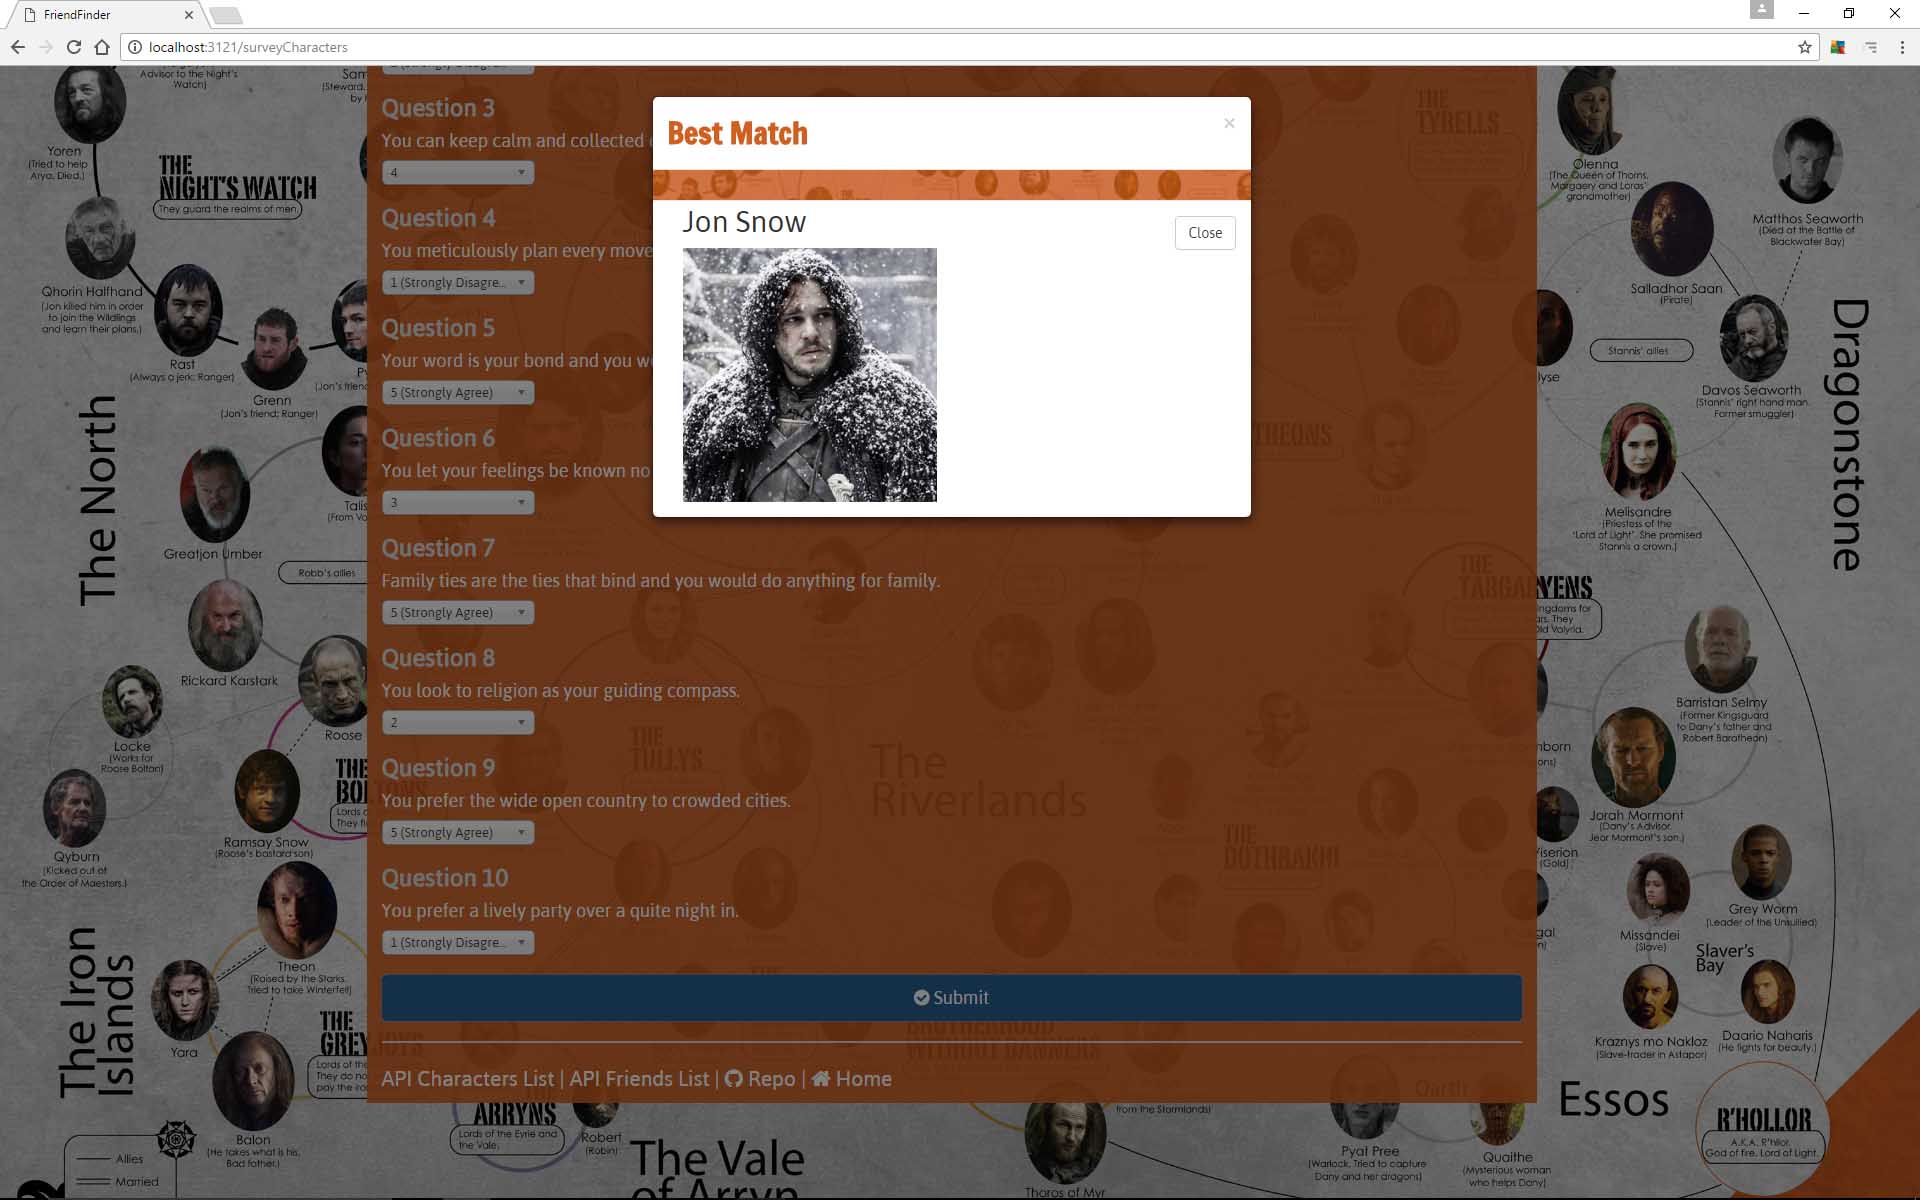 FriendFinder
localhost:3121/surveyCharacters
Best Match
×
Jon Snow
Close
Question 3
You can keep calm and collected
4
Question 4
You meticulously plan every move
1 (Strongly Disagre...
Question 5
Your word is your bond and you w
5 (Strongly Agree)
Question 6
You let your feelings be known no
3
Question 7
Family ties are the ties that bind and you would do anything for family.
5 (Strongly Agree)
Question 8
You look to religion as your guiding compass.
2
Question 9
You prefer the wide open country to crowded cities.
5 (Strongly Agree)
Question 10
You prefer a lively party over a quite night in.
1 (Strongly Disagre...
Submit
API Characters List | API Friends List | Repo | Home
Advisor to the Night's
Watch)
Sam
(Steward.
Yoren
(Tried to help
Arya. Died.)
THE
NIGHT'S WATCH
They guard the realms of men.
Qhorin Halfhand
(Jon killed him in order
to join the Wildlings
and learn their plans.)
Rast
(Always a jerk; Ranger)
Grenn
(Jon's friend; Ranger)
The North
Greatjon Umber
Robb's allies
Rickard Karstark
Locke
(Works for
Roose Bolton)
Roose
Ramsay Snow
(Roose's bastard son)
Qyburn
(Kicked out of
the Order of Maesters.)
The Iron
Islands
Theon
(Raised by the Starks.
Tried to take Winterfell)
Yara
THE
GREYJOYS
Balon
(He takes what is his.
Bad father.)
Allies
Married
ARRYNS
Lords of the Eyrie and
the Vale.
Robert
(Robin)
The Vale
of Arryn
THE
TULLYS
The
Riverlands
THE
DOTHRAKI
BROTHERHOOD
WITHOUT BANNERS
from the Stormlands)
Thoros of Myr
THE
TYRELLS
Olenna
(The Queen of Thorns.
Margaery and Loras'
grandmother)
Matthos Seaworth
(Died at the Battle of
Blackwater Bay)
Salladhor Saan
(Pirate)
Stannis' allies
Davos Seaworth
(Stannis' right hand man.
Former smuggler)
Dragonstone
Melisandre
(Priestess of the
"Lord of Light". She promised
Stannis a crown.)
THE
TARGARYENS
Barristan Selmy
(Former Kingsguard
to Dany's father and
Robert Baratheon)
Jorah Mormont
(Dany's Advisor.
Jeor Mormont's son.)
Viserion
(Gold)
Grey Worm
(Leader of the Unsullied)
Missandei
(Slave)
Slaver's
Bay
Kraznys mo Nakloz
(Slave-trader in Astapor)
Daario Naharis
(He fights for beauty.)
Qarth
Essos
Pyat Pree
(Warlock. Tried to capture
Dany and her dragons)
Quaithe
(Mysterious woman
who helps Dany)
R'HOLLOR
A.K.A. R'hllor,
God of fire, Lord of Light.